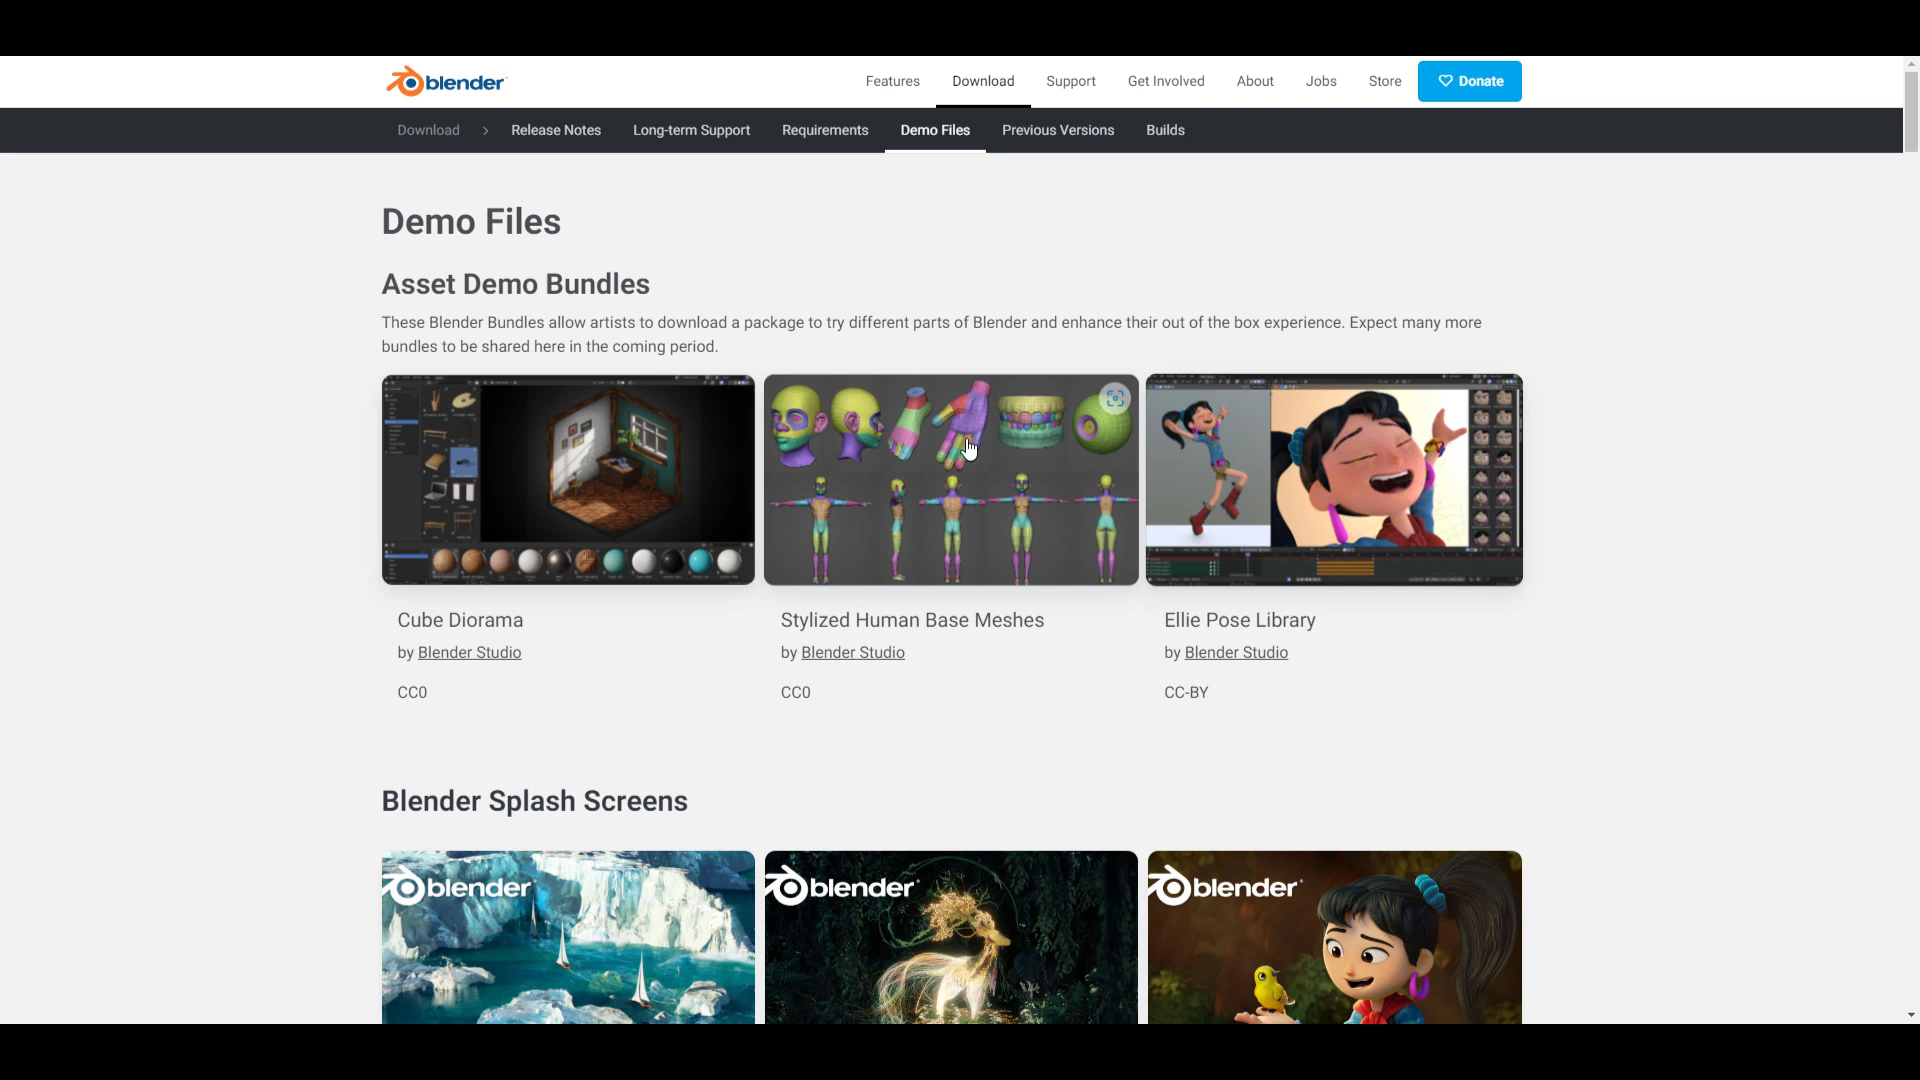 blender
Features Download Support Get Involved About Jobs Store Donate
Download > Release Notes Long-term Support Requirements Demo Files Previous Versions Builds
Demo Files
Asset Demo Bundles
These Blender Bundles allow artists to download a package to try different parts of Blender and enhance their out of the box experience. Expect many more
bundles to be shared here in the coming period.
Cube Diorama
by Blender Studio
CC0
Stylized Human Base Meshes
by Blender Studio
CC0
Ellie Pose Library
by Blender Studio
CC-BY
Blender Splash Screens
blender
blender
blender